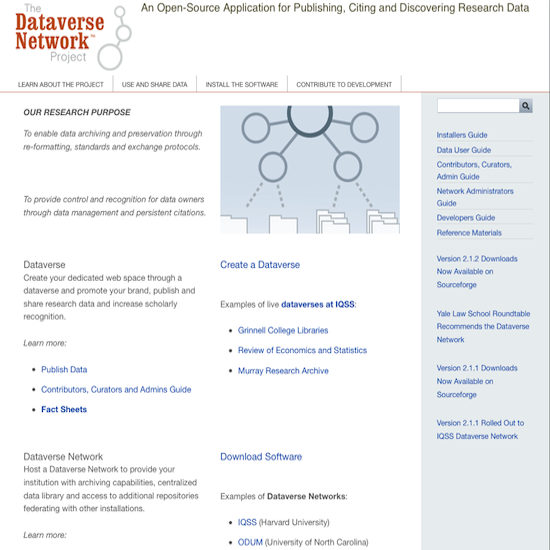 The
Dataverse
Network™
Project
An Open-Source Application for Publishing, Citing and Discovering Research Data
LEARN ABOUT THE PROJECT
USE AND SHARE DATA
INSTALL THE SOFTWARE
CONTRIBUTE TO DEVELOPMENT
OUR RESEARCH PURPOSE
To enable data archiving and preservation through
re-formatting, standards and exchange protocols.
To provide control and recognition for data owners
through data management and persistent citations.
Dataverse
Create your dedicated web space through a
dataverse and promote your brand, publish and
share research data and increase scholarly
recognition.
Learn more:
Publish Data
Contributors, Curators and Admins Guide
Fact Sheets
Create a Dataverse
Examples of live dataverses at IQSS:
Grinnell College Libraries
Review of Economics and Statistics
Murray Research Archive
Dataverse Network
Host a Dataverse Network to provide your
institution with archiving capabilities, centralized
data library and access to additional repositories
federating with other installations.
Learn more:
Download Software
Examples of Dataverse Networks:
IQSS (Harvard University)
ODUM (University of North Carolina)
Installers Guide
Data User Guide
Contributors, Curators,
Admin Guide
Network Administrators
Guide
Developers Guide
Reference Materials
Version 2.1.2 Downloads
Now Available on
Sourceforge
Yale Law School Roundtable
Recommends the Dataverse
Network
Version 2.1.1 Downloads
Now Available on
Sourceforge
Version 2.1.1 Rolled Out to
IQSS Dataverse Network